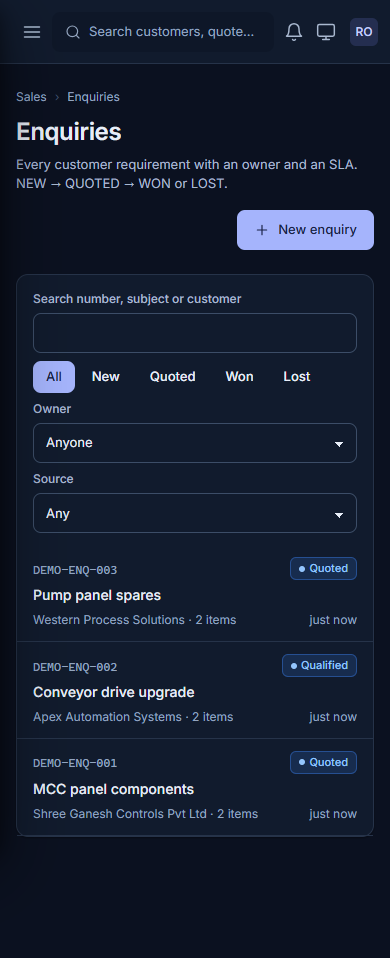 Search customers, quote...
RO
Sales › Enquiries
Enquiries
Every customer requirement with an owner and an SLA.
NEW → QUOTED → WON or LOST.
+ New enquiry
Search number, subject or customer
All New Quoted Won Lost
Owner
Anyone
Source
Any
DEMO-ENQ-003 Quoted
Pump panel spares
Western Process Solutions · 2 items just now
DEMO-ENQ-002 Qualified
Conveyor drive upgrade
Apex Automation Systems · 2 items just now
DEMO-ENQ-001 Quoted
MCC panel components
Shree Ganesh Controls Pvt Ltd · 2 items just now